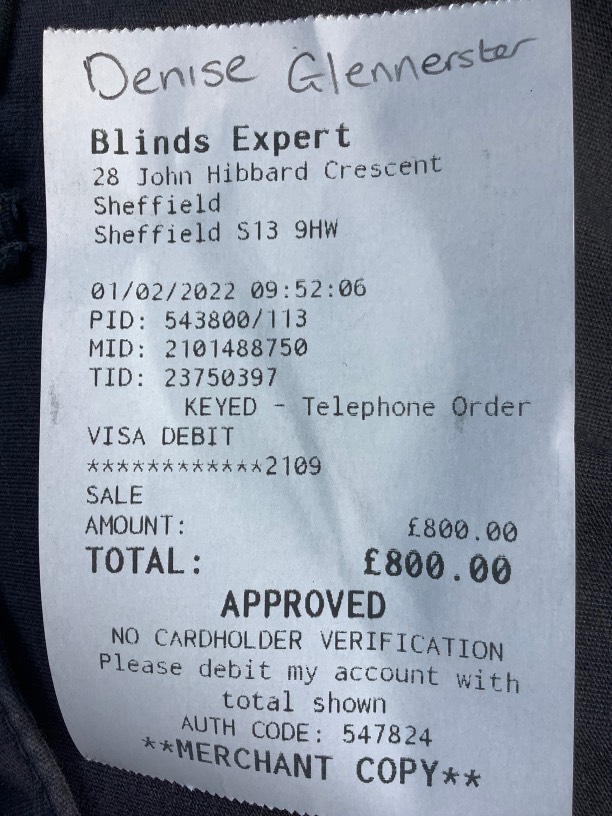 Denise Glennerster
Blinds Expert
28 John Hibbard Crescent
Sheffield
Sheffield S13 9HW
01/02/2022 09:52:06
PID: 543800/113
MID: 2101488750
TID: 23750397
KEYED - Telephone Order
VISA DEBIT
************2109
SALE
AMOUNT: £800.00
TOTAL: £800.00
APPROVED
NO CARDHOLDER VERIFICATION
Please debit my account with
total shown
AUTH CODE: 547824
**MERCHANT COPY**